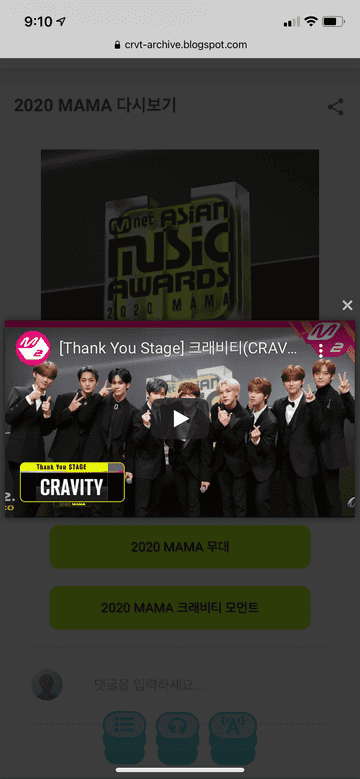 9:10
crvt-archive.blogspot.com
2020 MAMA 다시보기
mnet ASiAN
MUSiC
AWARDS
2020 MAMA
[Thank You Stage] 크래비티(CRAV...
Thank You STAGE
CRAVITY
2020 MAMA
2020 MAMA 무대
2020 MAMA 크래비티 모먼트
댓글을 입력하세요...